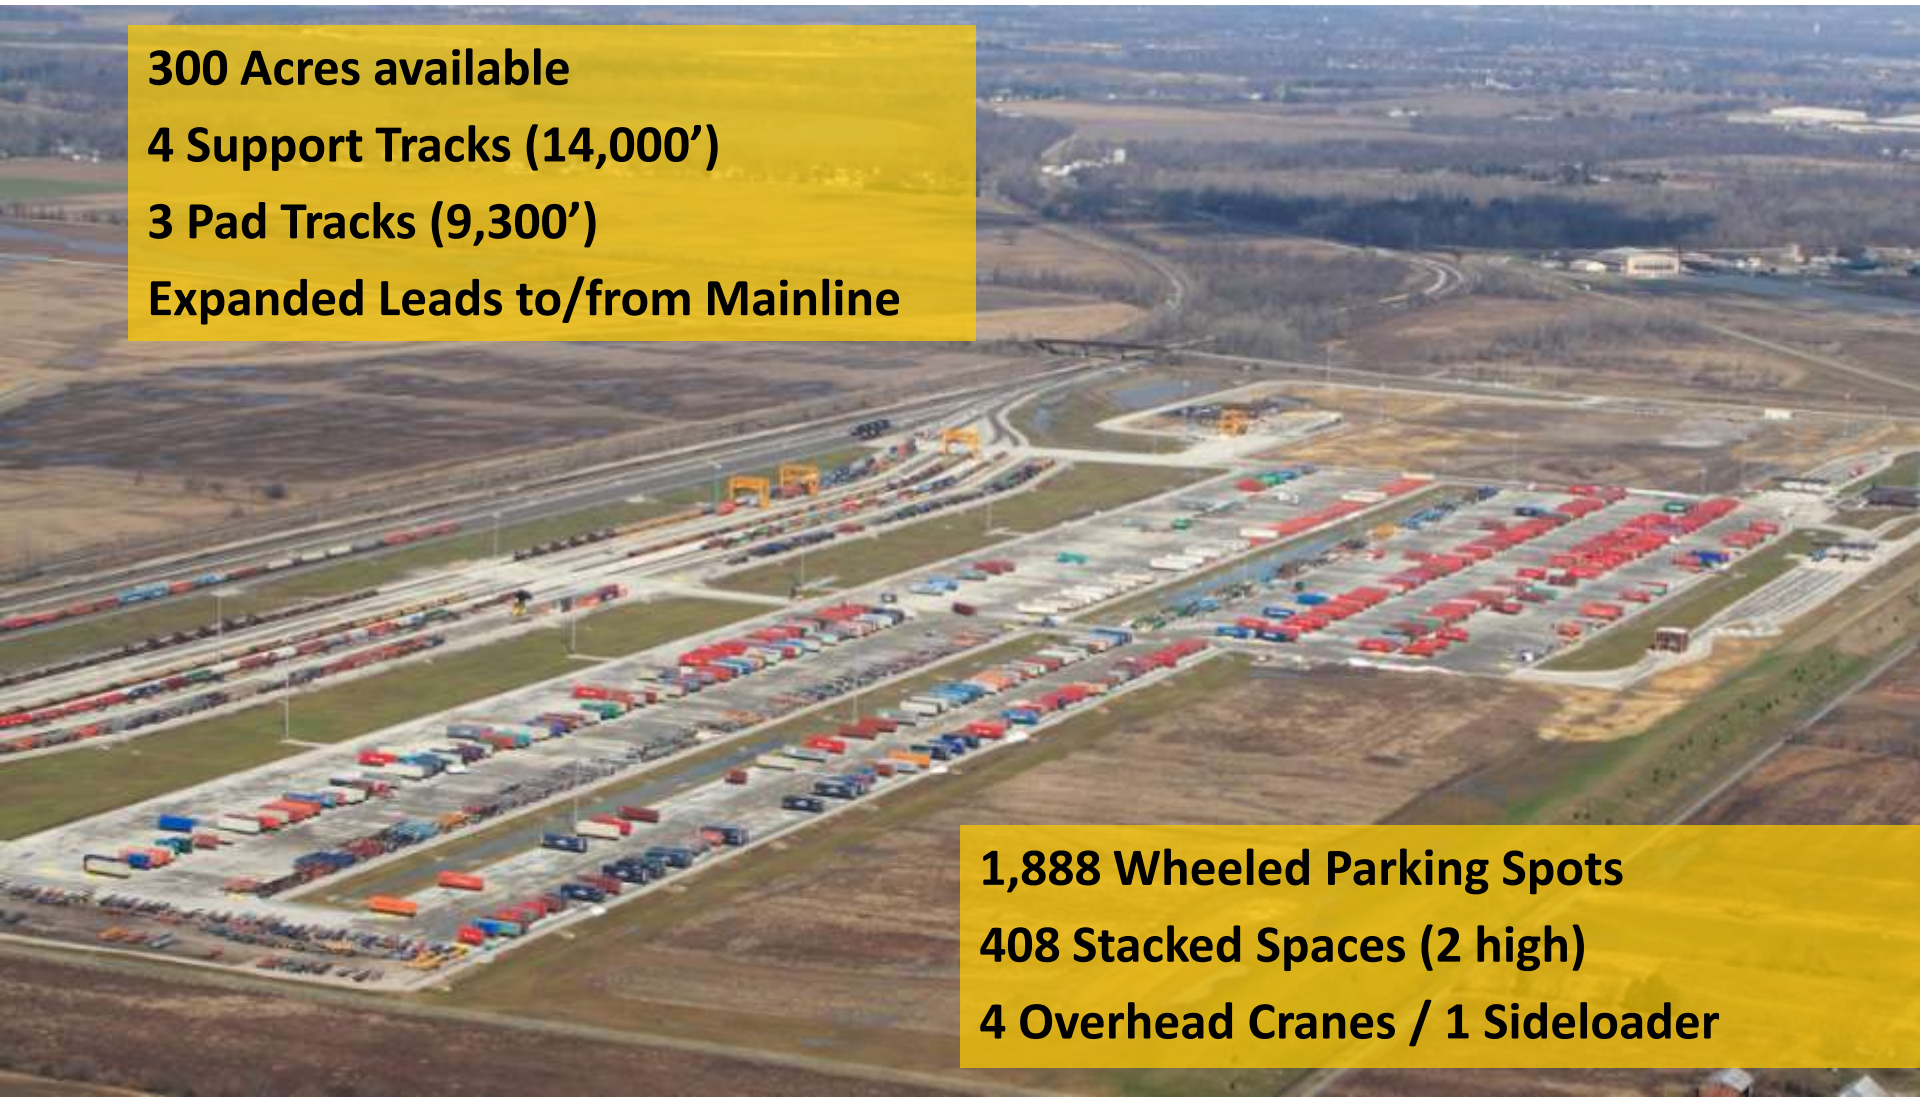 300 Acres available
4 Support Tracks (14,000’)
3 Pad Tracks (9,300’)
Expanded Leads to/from Mainline
1,888 Wheeled Parking Spots
408 Stacked Spaces (2 high)
4 Overhead Cranes / 1 Sideloader